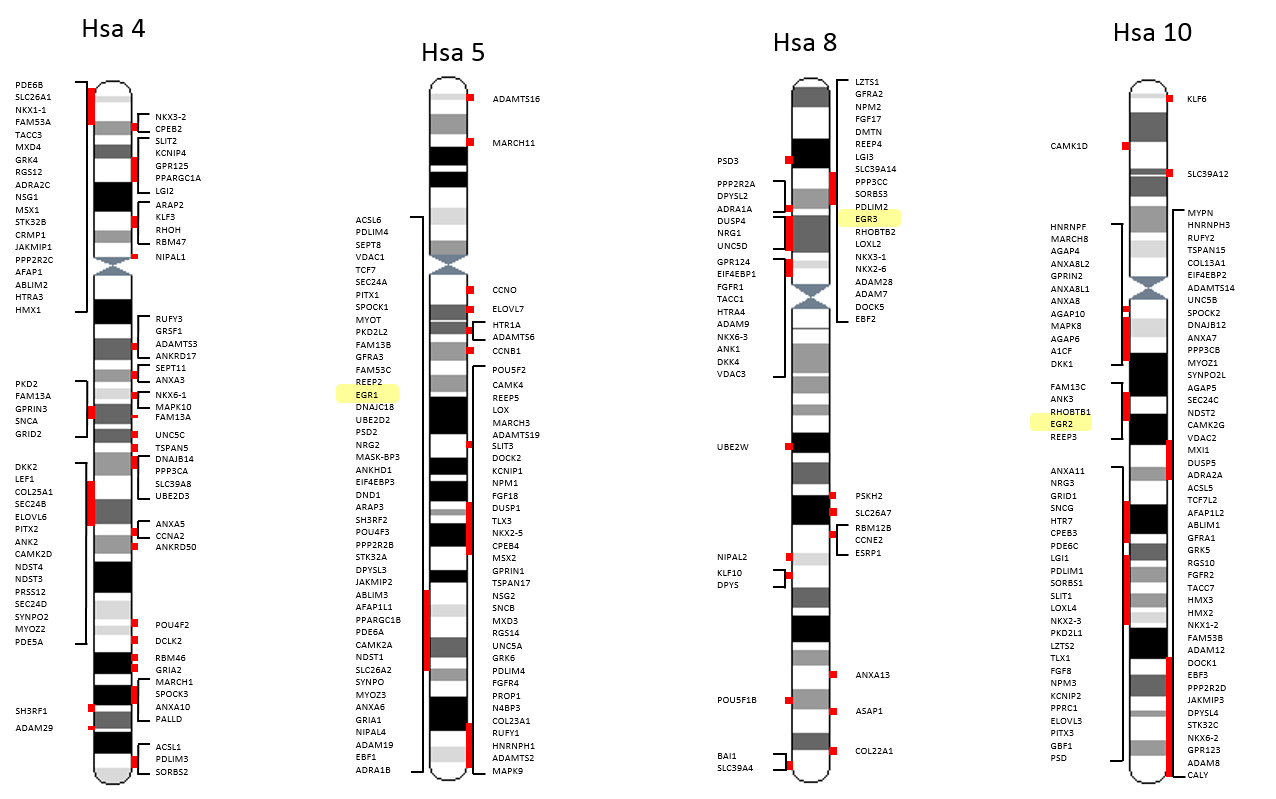 Hsa 4
PDE6B
SLC26A1
NKX1-1
FAM53A
TACC3
MXD4
GRK4
RGS12
ADRA2C
NSG1
MSX1
STK32B
CRMP1
JAKMIP1
PPP2R2C
AFAP1
ABLIM2
HTRA3
HMX1
PKD2
FAM13A
GPRIN3
SNCA
GRID2
DKK2
LEF1
COL25A1
SEC24B
ELOVL6
PITX2
ANK2
CAMK2D
NDST4
NDST3
PRSS12
SEC24D
SYNPO2
MYOZ2
PDE5A
SH3RF1
ADAM29
NKX3-2
CPEB2
SLIT2
KCNIP4
GPR125
PPARGC1A
LGI2
ARAP2
KLF3
RHOH
RBM47
NIPAL1
RUFY3
GRSF1
ADAMTS3
ANKRD17
SEPT11
ANXA3
NKX6-1
MAPK10
FAM13A
UNC5C
TSPAN5
DNAJB14
PPP3CA
SLC39A8
UBE2D3
ANXA5
CCNA2
ANKRD50
POU4F2
DCLK2
RBM46
GRIA2
MARCH1
SPOCK3
ANXA10
PALLD
ACSL1
PDLIM3
SORBS2
Hsa 5
ACSL6
PDLIM4
SEPT8
VDAC1
TCF7
SEC24A
PITX1
SPOCK1
MYOT
PKD2L2
FAM13B
GFRA3
FAM53C
REEP2
EGR1
DNAJC18
UBE2D2
PSD2
NRG2
MASK-BP3
ANKHD1
EIF4EBP3
DND1
ARAP3
SH3RF2
POU4F3
PPP2R2B
STK32A
DPYSL3
JAKMIP2
ABLIM3
AFAP1L1
PPARGC1B
PDE6A
CAMK2A
NDST1
SLC26A2
SYNPO
MYOZ3
ANXA6
GRIA1
NIPAL4
ADAM19
EBF1
ADRA1B
ADAMTS16
MARCH11
CCNO
ELOVL7
HTR1A
ADAMTS6
CCNB1
POU5F2
CAMK4
REEP5
LOX
MARCH3
ADAMTS19
SLIT3
DOCK2
KCNIP1
NPM1
FGF18
DUSP1
TLX3
NKX2-5
CPEB4
MSX2
GPRIN1
TSPAN17
NSG2
SNCB
MXD3
RGS14
UNC5A
GRK6
PDLIM4
FGFR4
PROP1
N4BP3
COL23A1
RUFY1
HNRNPH1
ADAMTS2
MAPK9
Hsa 8
PSD3
PPP2R2A
DPYSL2
ADRA1A
DUSP4
NRG1
UNC5D
GPR124
EIF4EBP1
FGFR1
TACC1
HTRA4
ADAM9
NKX6-3
ANK1
DKK4
VDAC3
UBE2W
NIPAL2
KLF10
DPYS
POU5F1B
BAI1
SLC39A4
LZTS1
GFRA2
NPM2
FGF17
DMTN
REEP4
LGI3
SLC39A14
PPP3CC
SORBS3
PDLIM2
EGR3
RHOBTB2
LOXL2
NKX3-1
NKX2-6
ADAM28
ADAM7
DOCK5
EBF2
PSKH2
SLC26A7
RBM12B
CCNE2
ESRP1
ANXA13
ASAP1
COL22A1
Hsa 10
CAMK1D
HNRNPF
MARCH8
AGAP4
ANXA8L2
GPRIN2
ANXA8L1
ANXA8
AGAP10
MAPK8
AGAP6
A1CF
DKK1
FAM13C
ANK3
RHOBTB1
EGR2
REEP3
ANXA11
NRG3
GRID1
SNCG
HTR7
CPEB3
PDE6C
LGI1
PDLIM1
SORBS1
SLIT1
LOXL4
NKX2-3
PKD2L1
LZTS2
TLX1
FGF8
NPM3
KCNIP2
PPRC1
ELOVL3
PITX3
GBF1
PSD
KLF6
SLC39A12
MYPN
HNRNPH3
RUFY2
TSPAN15
COL13A1
EIF4EBP2
ADAMTS14
UNC5B
SPOCK2
DNAJB12
ANXA7
PPP3CB
MYOZ1
SYNPO2L
AGAP5
SEC24C
NDST2
CAMK2G
VDAC2
MXI1
DUSP5
ADRA2A
ACSL5
TCF7L2
AFAP1L2
ABLIM1
GFRA1
GRK5
RGS10
FGFR2
TACC7
HMX3
HMX2
NKX1-2
FAM53B
ADAM12
DOCK1
EBF3
PPP2R2D
JAKMIP3
DPYSL4
STK32C
NKX6-2
GPR123
ADAM8
CALY